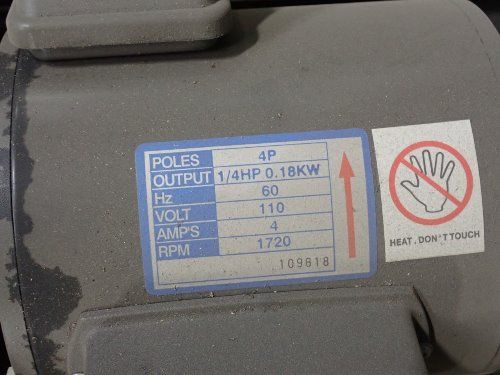 POLES 4P
OUTPUT 1/4HP 0.18KW
Hz 60
VOLT 110
AMP'S 4
RPM 1720
109618
HEAT. DON'T TOUCH